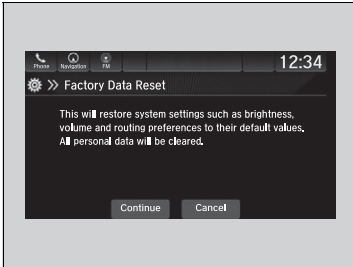 Phone Navigation FM 12:34
Factory Data Reset
This will restore system settings such as brightness,
volume and routing preferences to their default values.
All personal data will be cleared.
Continue Cancel